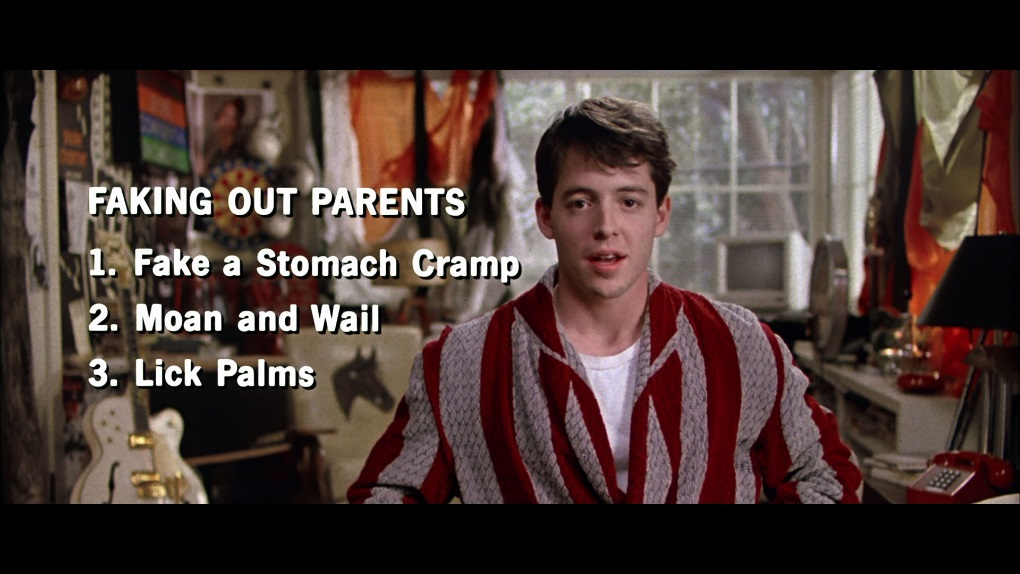 FAKING OUT PARENTS
1. Fake a Stomach Cramp
2. Moan and Wail
3. Lick Palms